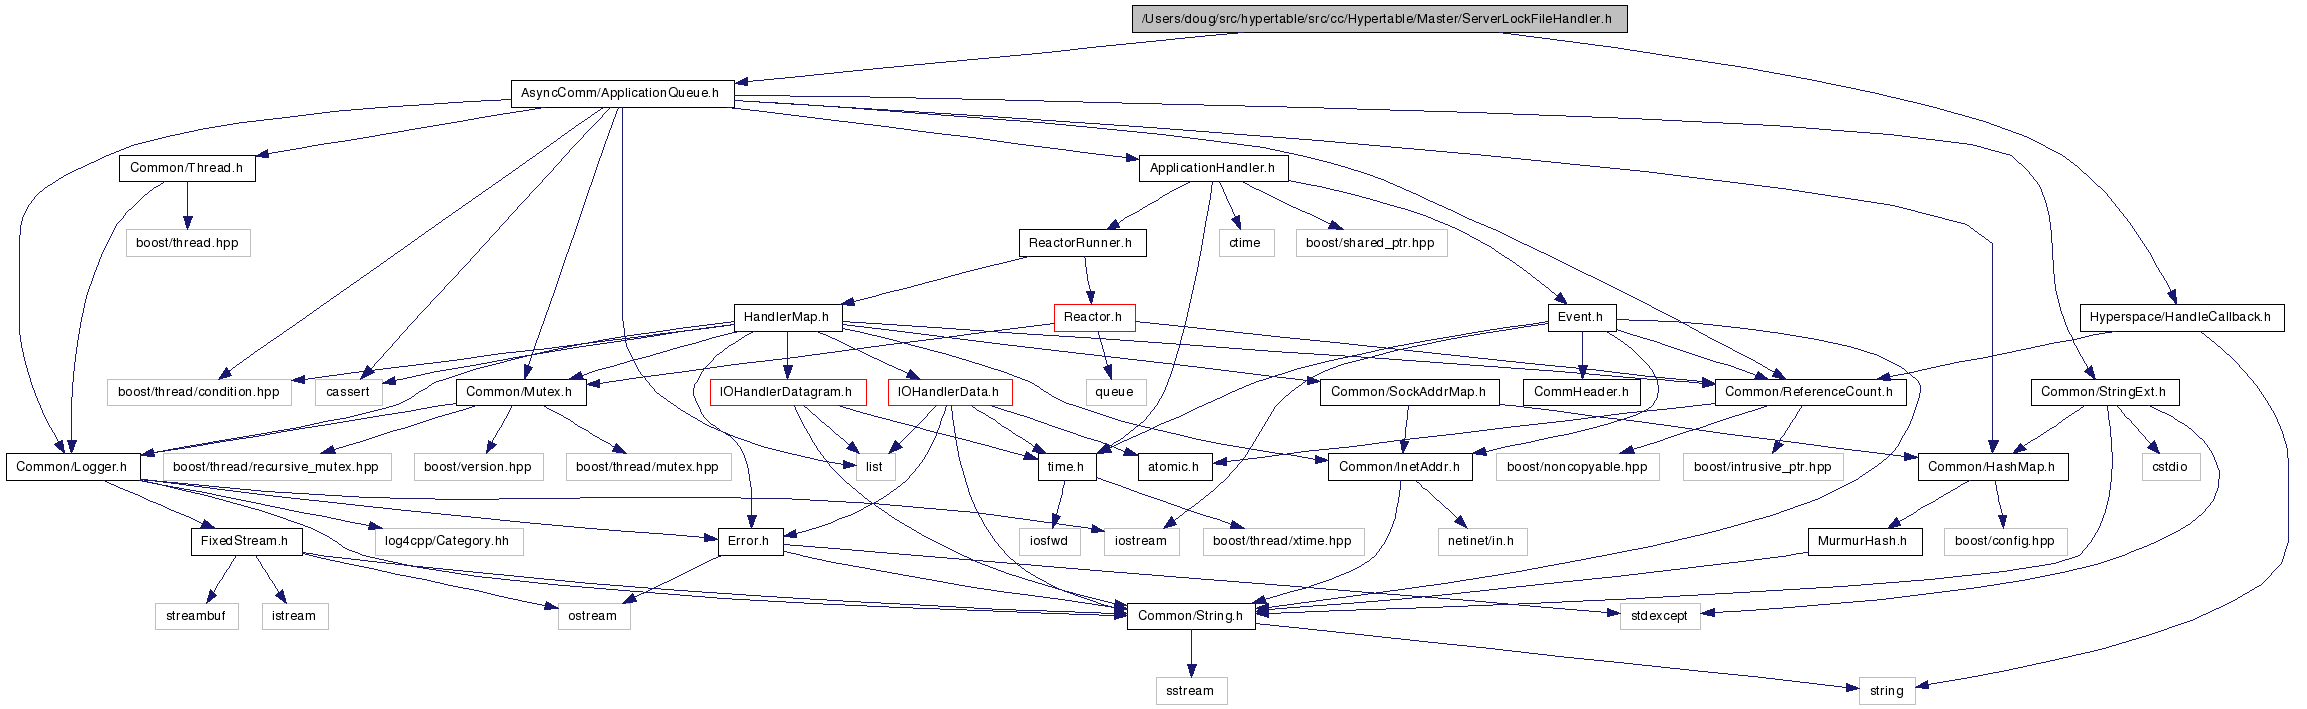 /Users/doug/src/hypertable/src/cc/Hypertable/Master/ServerLockFileHandler.h
AsyncComm/ApplicationQueue.h
Common/Thread.h
ApplicationHandler.h
boost/thread.hpp
ReactorRunner.h
ctime
boost/shared_ptr.hpp
HandlerMap.h
Reactor.h
Event.h
Hyperspace/HandleCallback.h
boost/thread/condition.hpp
cassert
Common/Mutex.h
IOHandlerDatagram.h
IOHandlerData.h
queue
Common/SockAddrMap.h
CommHeader.h
Common/ReferenceCount.h
Common/StringExt.h
Common/Logger.h
boost/thread/recursive_mutex.hpp
boost/version.hpp
boost/thread/mutex.hpp
list
time.h
atomic.h
Common/InetAddr.h
boost/noncopyable.hpp
boost/intrusive_ptr.hpp
Common/HashMap.h
cstdio
FixedStream.h
log4cpp/Category.hh
Error.h
iosfwd
iostream
boost/thread/xtime.hpp
netinet/in.h
MurmurHash.h
boost/config.hpp
streambuf
istream
ostream
Common/String.h
stdexcept
sstream
string